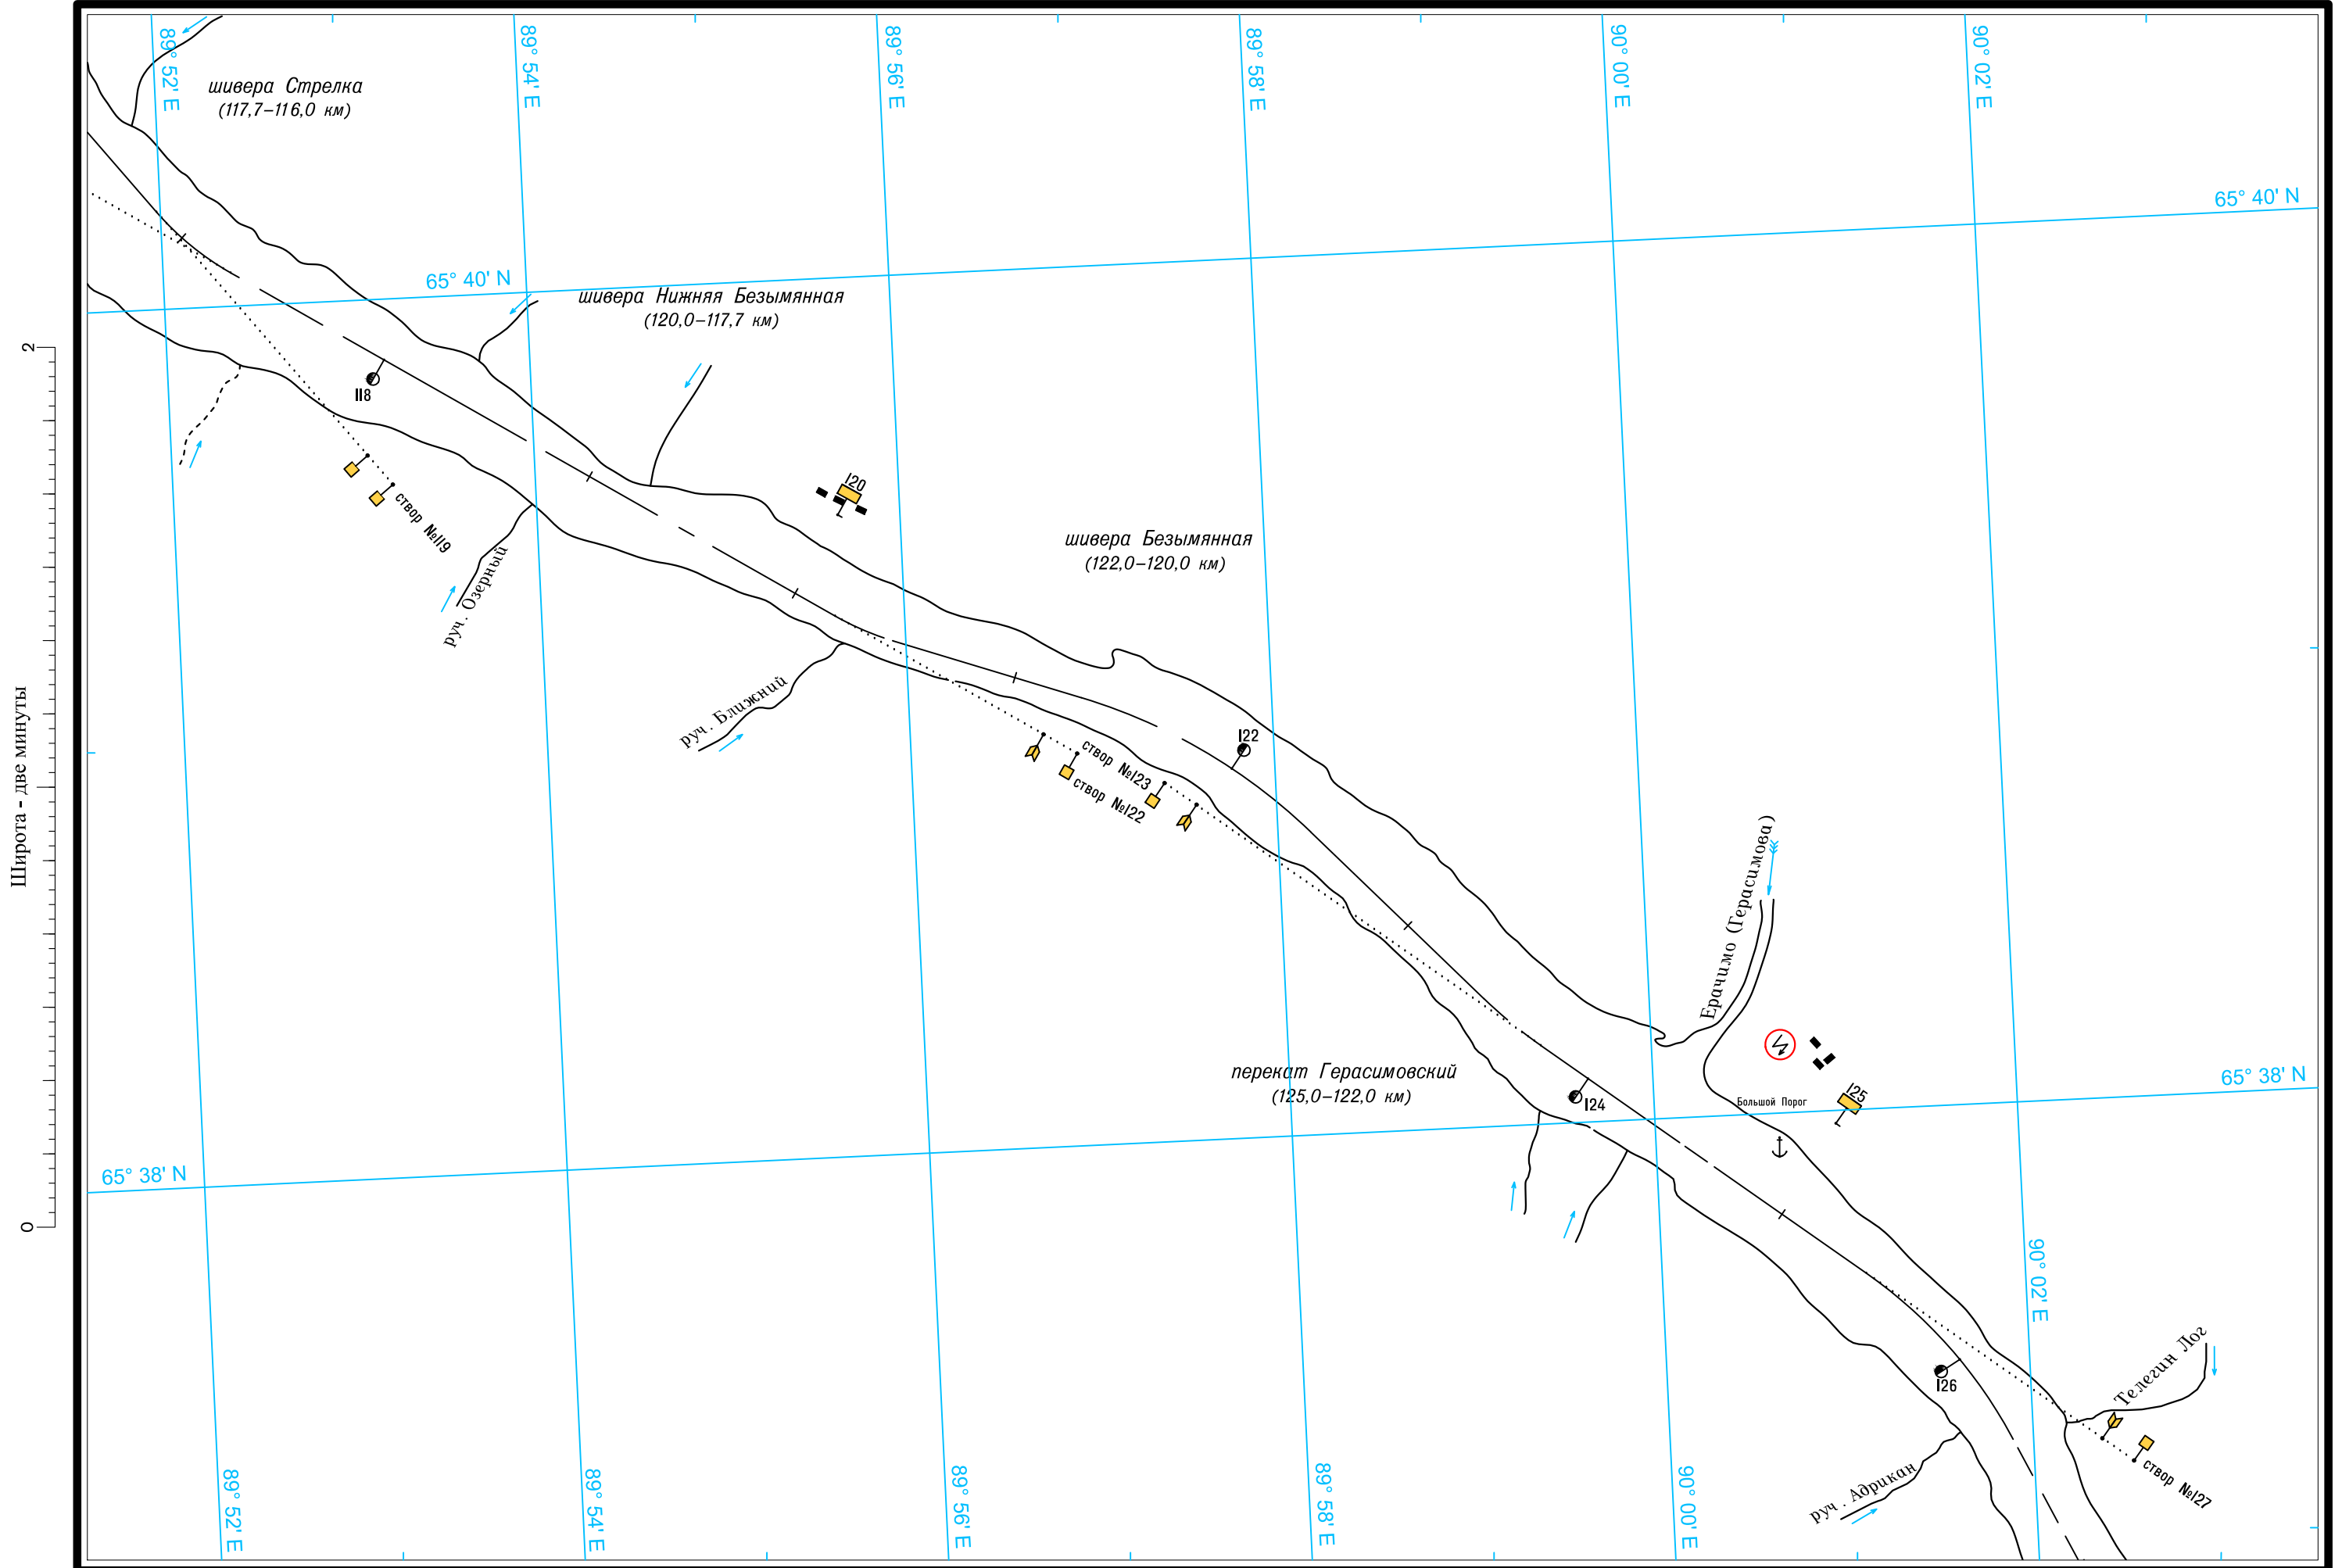 89° 52' E
89° 54' E
89° 56' E
89° 58' E
90° 00' E
90° 02' E
шивера Стрелка
(117,7–116,0 км)
65° 40' N
65° 40' N
шивера Нижняя Безымянная
(120,0–117,7 км)
2
118
120
створ №119
шивера Безымянная
(122,0–120,0 км)
руч. Озерный
руч. Ближний
створ №123
створ №122
122
Широта - две минуты
Ерачимо (Герасимова)
перекат Герасимовский
(125,0–122,0 км)
124
Большой Порог
125
65° 38' N
65° 38' N
0
90° 02' E
Телегин Лог
126
створ №127
руч. Адрикан
89° 52' E
89° 54' E
89° 56' E
89° 58' E
90° 00' E